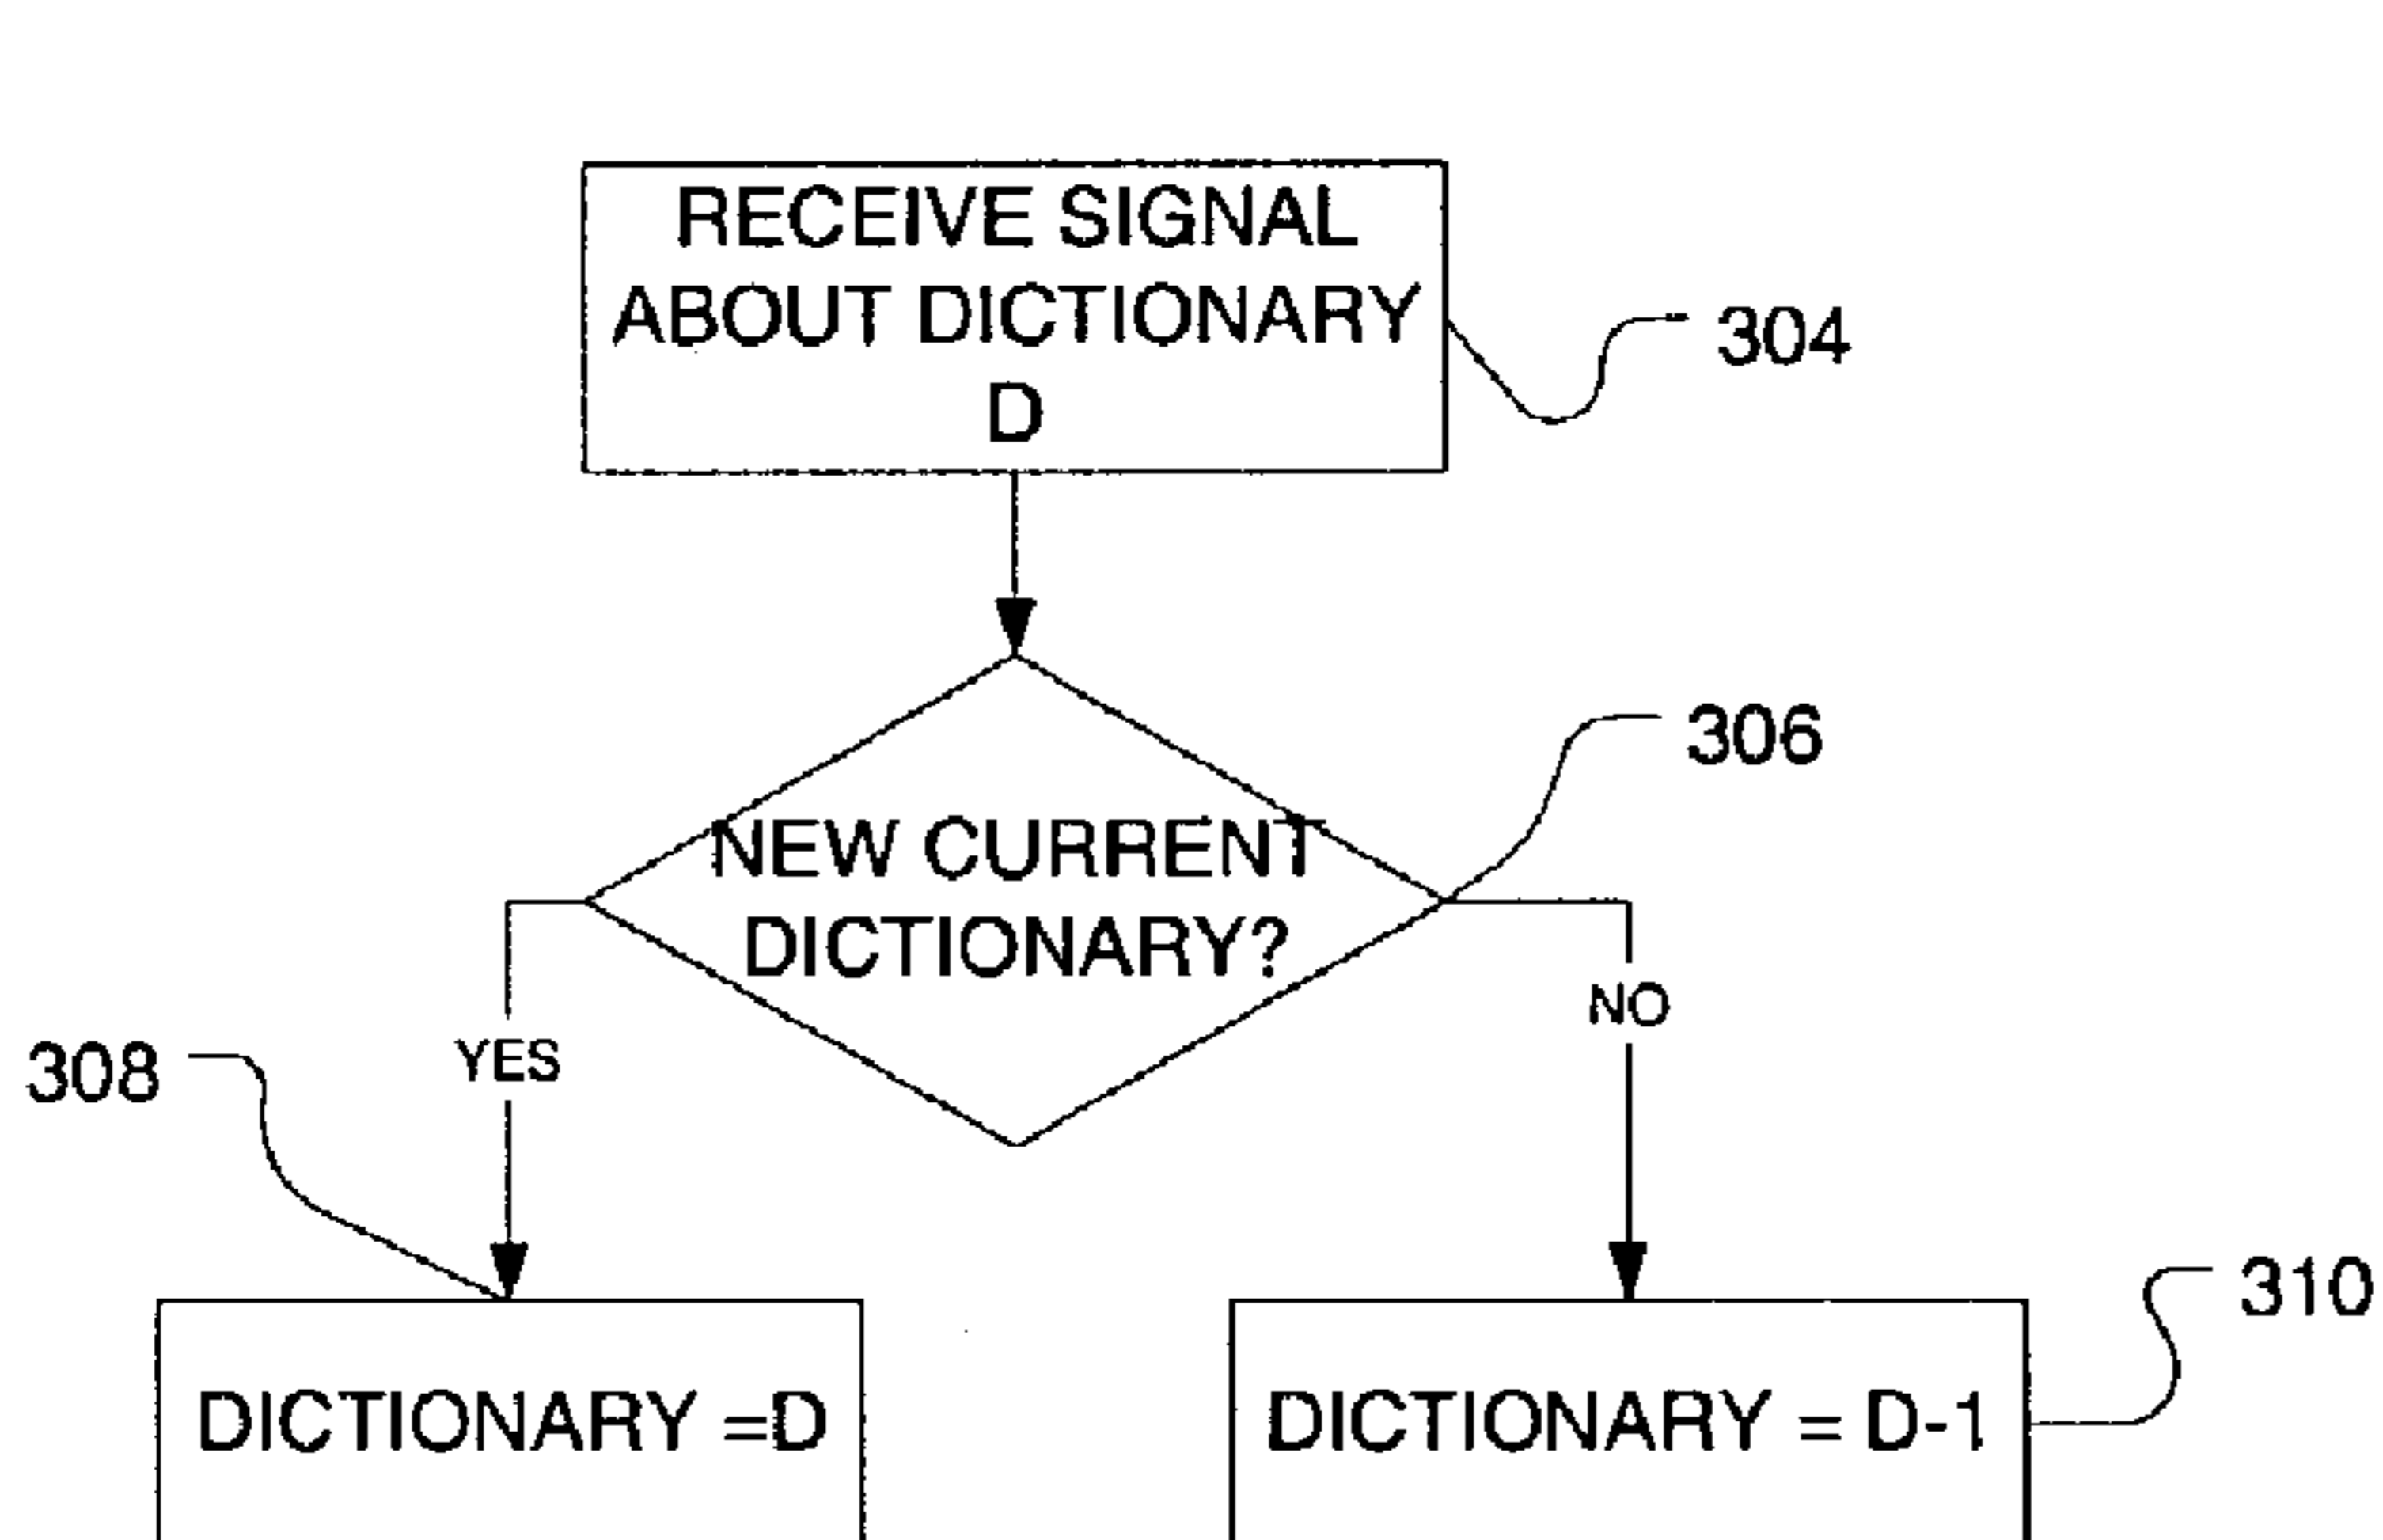 RECEIVE SIGNAL
ABOUT DICTIONARY
D
304
306
NEW CURRENT
DICTIONARY?
NO
YES
308
310
DICTIONARY =D
DICTIONARY = D-1